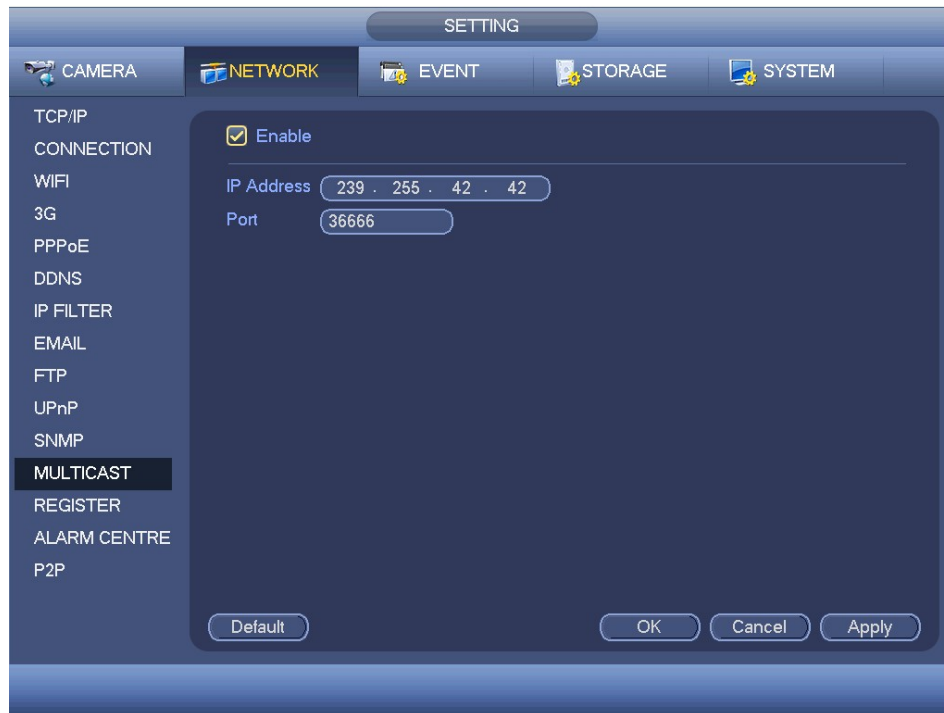 SETTING
CAMERA NETWORK EVENT STORAGE SYSTEM
TCP/IP
CONNECTION
WIFI
3G
PPPoE
DDNS
IP FILTER
EMAIL
FTP
UPnP
SNMP
MULTICAST
REGISTER
ALARM CENTRE
P2P
Enable
IP Address 239 . 255 . 42 . 42
Port 36666
Default OK Cancel Apply